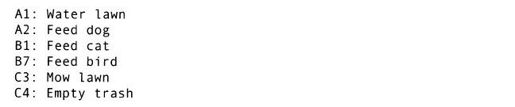 A1: Water lawn
A2: Feed dog
B1: Feed cat
B7: Feed bird
C3: Mow lawn
C4: Empty trash